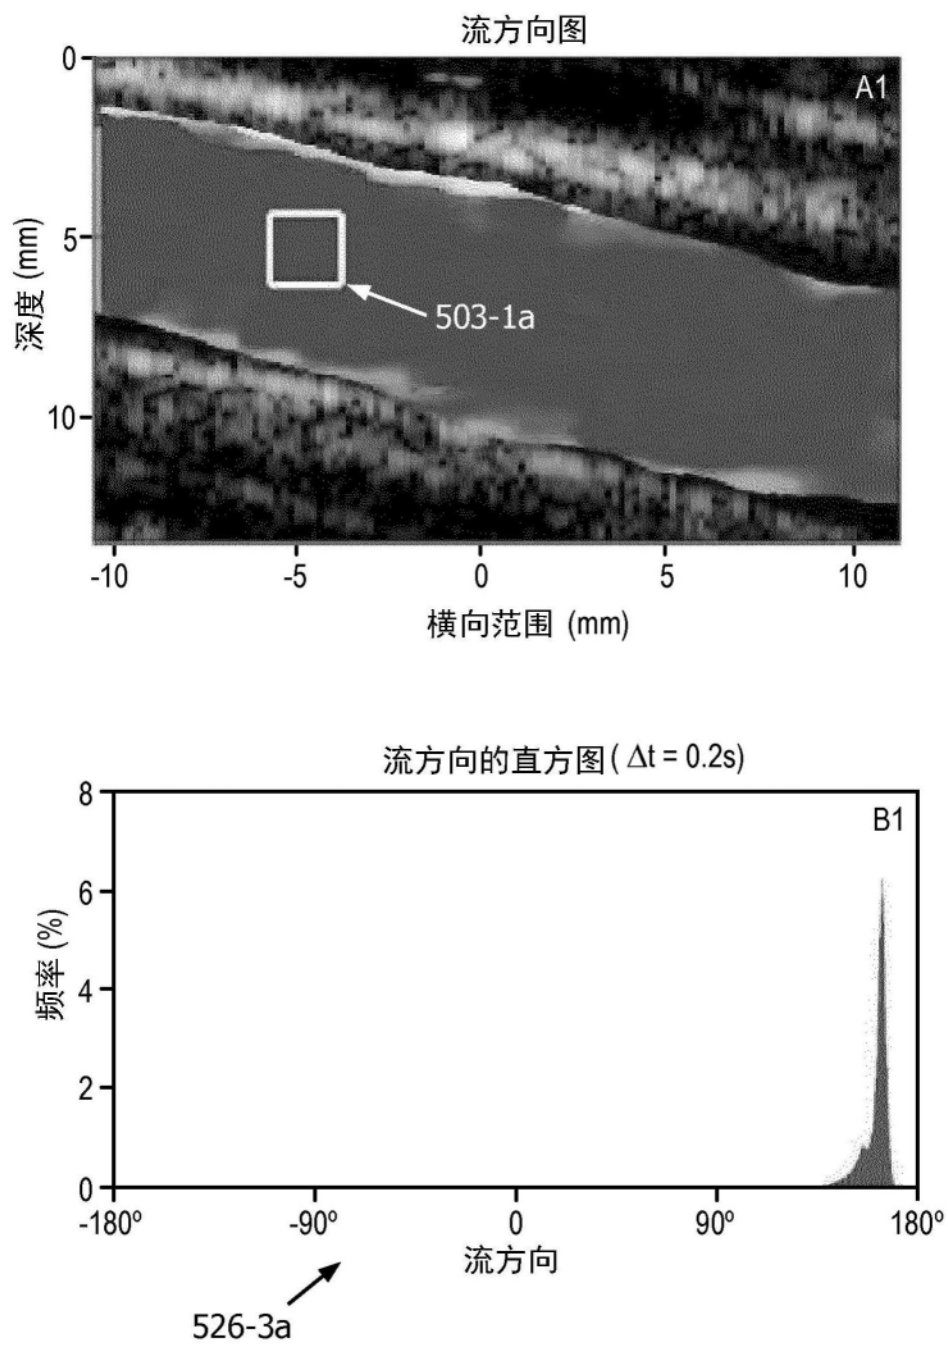 流方向图
A1
0
5
10
深度 (mm)
503-1a
-10 -5 0 5 10
横向范围 (mm)
流方向的直方图 ( Δt = 0.2s)
B1
8
6
4
2
0
频率 (%)
-180º -90º 0 90º 180º
流方向
526-3a